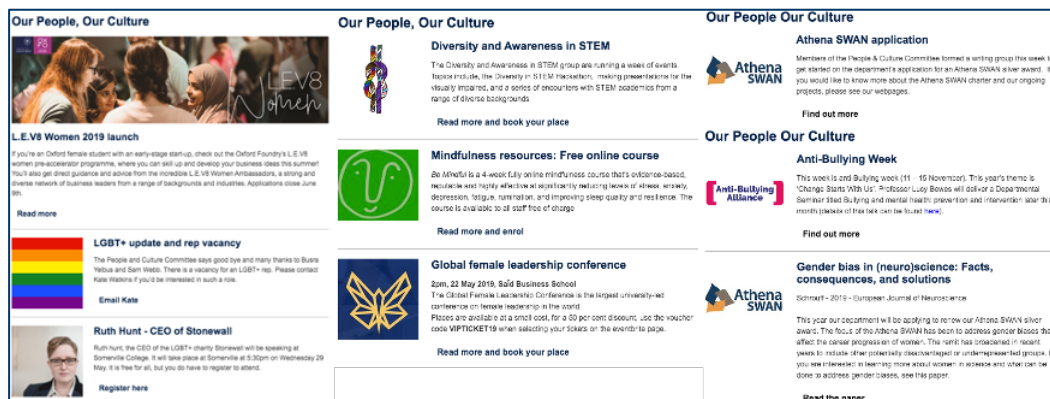 Our People, Our Culture
L.E.V8
Women
L.E.V8 Women 2019 launch
If you're an Oxford female student with an early-stage start-up, check out the Oxford Foundry's L.E.V8
women pre-accelerator programme, where you can skill up and develop your business ideas this summer!
You'll also get direct guidance and advice from the incredible L.E.V8 Women Ambassadors, a strong and
diverse network of business leaders from a range of backgrounds and industries. Applications close June
Read more
LGBT+ update and rep vacancy
The People and Culture Committee says good bye and many thanks to Busra
Yebus and Sam Webb. There is a vacancy for an LGBT+ rep. Please contact
Kate Watkins if you'd be interested in such a role.
Email Kate
Ruth Hunt - CEO of Stonewall
Ruth hunt, the CEO of the LGBT+ charity Stonewall will be speaking at
Somerville College. It will take place at Somerville at 5:30pm on Wednesday 29
May. It is free for all, but you do have to register to attend.
Register here
Our People, Our Culture
Diversity and Awareness in STEM
The Diversity and Awareness in STEM group are running a week of events.
Topics include, the Diversity in STEM Hackathon, making presentations for the
visually impaired, and a series of encounters with STEM academics from a
range of diverse backgrounds
Read more and book your place
Mindfulness resources: Free online course
Be Mindful is a 4-week fully online mindfulness course that's evidence-based,
reputable and highly effective at significantly reducing levels of stress, anxiety,
depression, fatigue, rumination, and improving sleep quality and resilience. The
course is available to all staff free of charge
Read more and enrol
Global female leadership conference
2pm, 22 May 2019, Saïd Business School
The Global Female Leadership Conference is the largest university-led
conference on female leadership in the world
Places are available at a small cost, for a 50 per cent discount, use the voucher
code VIPTICKET19 when selecting your tickets on the eventbrite page.
Read more and book your place
Our People Our Culture
Athena
SWAN
Athena SWAN application
Members of the People & Culture Committee formed a writing group this week to
get started on the department's application for an Athena SWAN silver award.
you would like to know more about the Athena SWAN charter and our ongoing
projects, please see our webpages.
Find out more
Our People Our Culture
Anti-Bullying
Alliance
Anti-Bullying Week
This week is anti-Bullying week (11 – 15 November). This year's theme is
'Change Starts With Us'. Professor Lucy Bowes will deliver a Departmental
Seminar titled Bullying and mental health: prevention and intervention later
month (details of this talk can be found here).
Find out more
Athena
SWAN
Gender bias in (neuro)science: Facts,
consequences, and solutions
Schrouff - 2019 - European Journal of Neuroscience
This year our department will be applying to renew our Athena SWAN silver
award. The focus of the Athena SWAN has been to address gender biases that
affect the career progression of women. The remit has broadened in recent
years to include other potentially disadvantaged or underrepresented groups.
you are interested in learning more about women in science and what can be
done to address gender biases, see this paper.
Read the paper